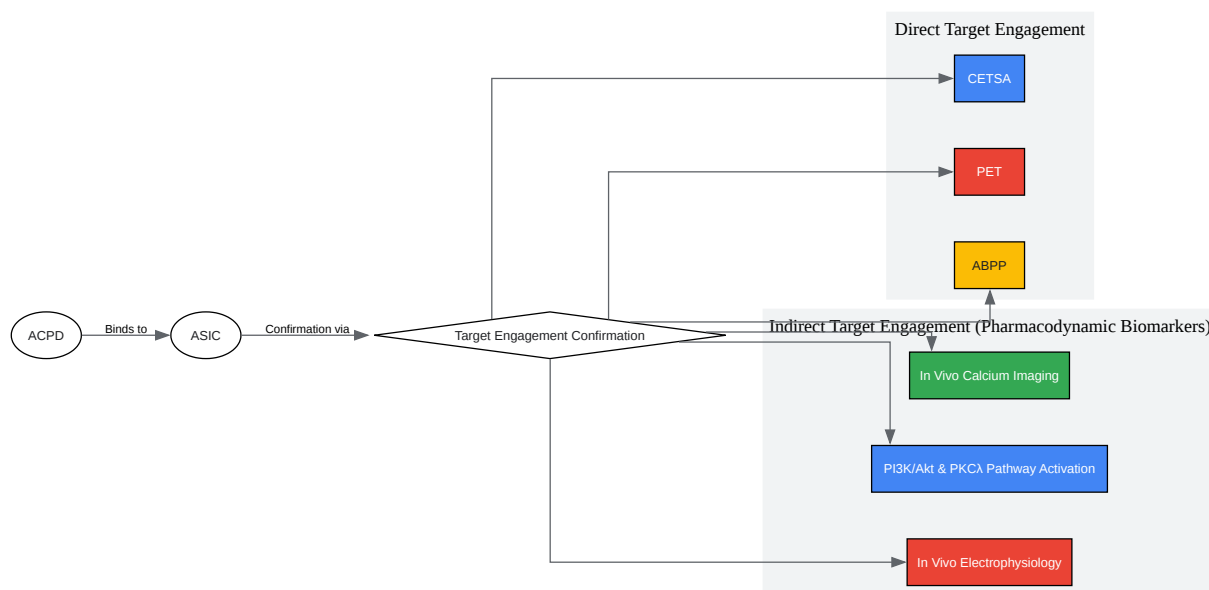 Direct Target Engagement
CETSA
PET
ABPP
ACPD
Binds to
ASIC
Confirmation via
Target Engagement Confirmation
Indirect Target Engagement (Pharmacodynamic Biomarkers)
In Vivo Calcium Imaging
PI3K/Akt & PKCλ Pathway Activation
In Vivo Electrophysiology